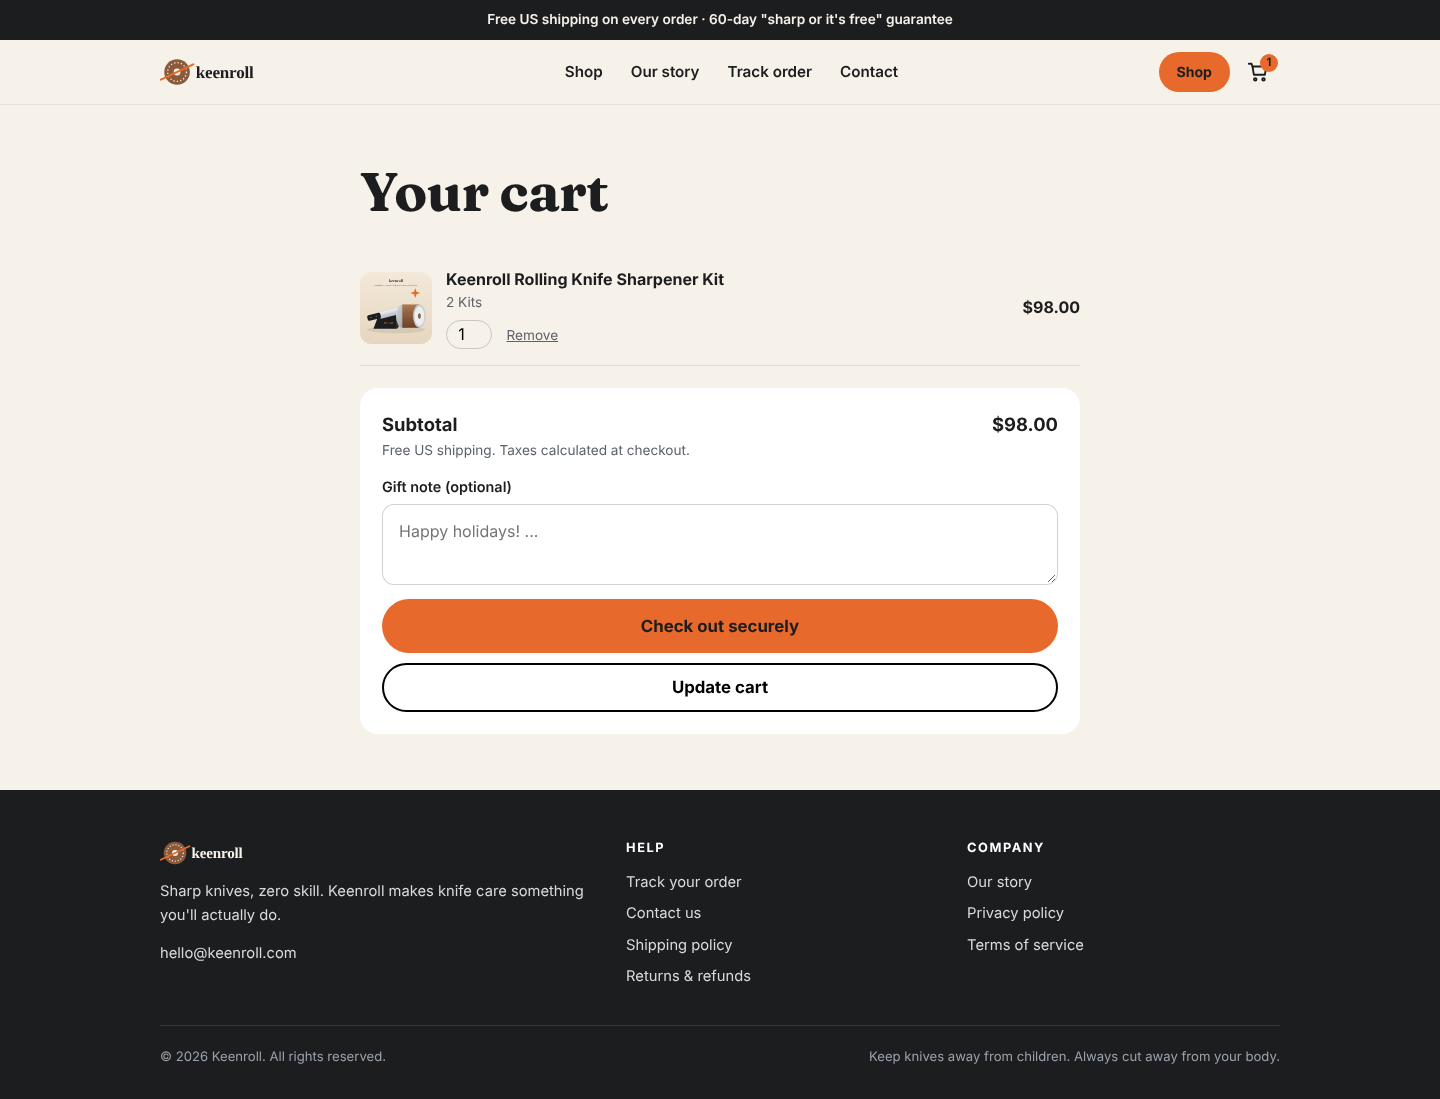 Free US shipping on every order · 60-day "sharp or it's free" guarantee
keenroll
Shop
Our story
Track order
Contact
Shop
1
Your cart
keenroll
Keenroll Rolling Knife Sharpener Kit
2 Kits
1
Remove
$98.00
Subtotal
$98.00
Free US shipping. Taxes calculated at checkout.
Gift note (optional)
Happy holidays! ...
Check out securely
Update cart
keenroll
Sharp knives, zero skill. Keenroll makes knife care something
you'll actually do.
hello@keenroll.com
HELP
Track your order
Contact us
Shipping policy
Returns & refunds
COMPANY
Our story
Privacy policy
Terms of service
© 2026 Keenroll. All rights reserved.
Keep knives away from children. Always cut away from your body.